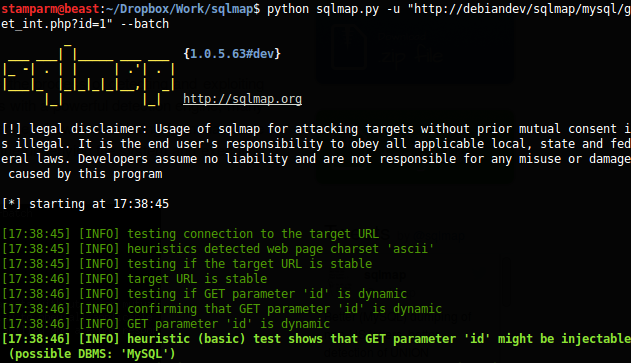 stamparm@beast:~/Dropbox/Work/sqlmap$ python sqlmap.py -u "http://debiandev/sqlmap/mysql/g
et_int.php?id=1" --batch
sqlmap {1.0.5.63#dev}
http://sqlmap.org
[!] legal disclaimer: Usage of sqlmap for attacking targets without prior mutual consent i
s illegal. It is the end user's responsibility to obey all applicable local, state and fed
eral laws. Developers assume no liability and are not responsible for any misuse or damage
caused by this program
[*] starting at 17:38:45
[17:38:45] [INFO] testing connection to the target URL
[17:38:45] [INFO] heuristics detected web page charset 'ascii'
[17:38:45] [INFO] testing if the target URL is stable
[17:38:46] [INFO] target URL is stable
[17:38:46] [INFO] testing if GET parameter 'id' is dynamic
[17:38:46] [INFO] confirming that GET parameter 'id' is dynamic
[17:38:46] [INFO] GET parameter 'id' is dynamic
[17:38:46] [INFO] heuristic (basic) test shows that GET parameter 'id' might be injectable
(possible DBMS: 'MySQL')